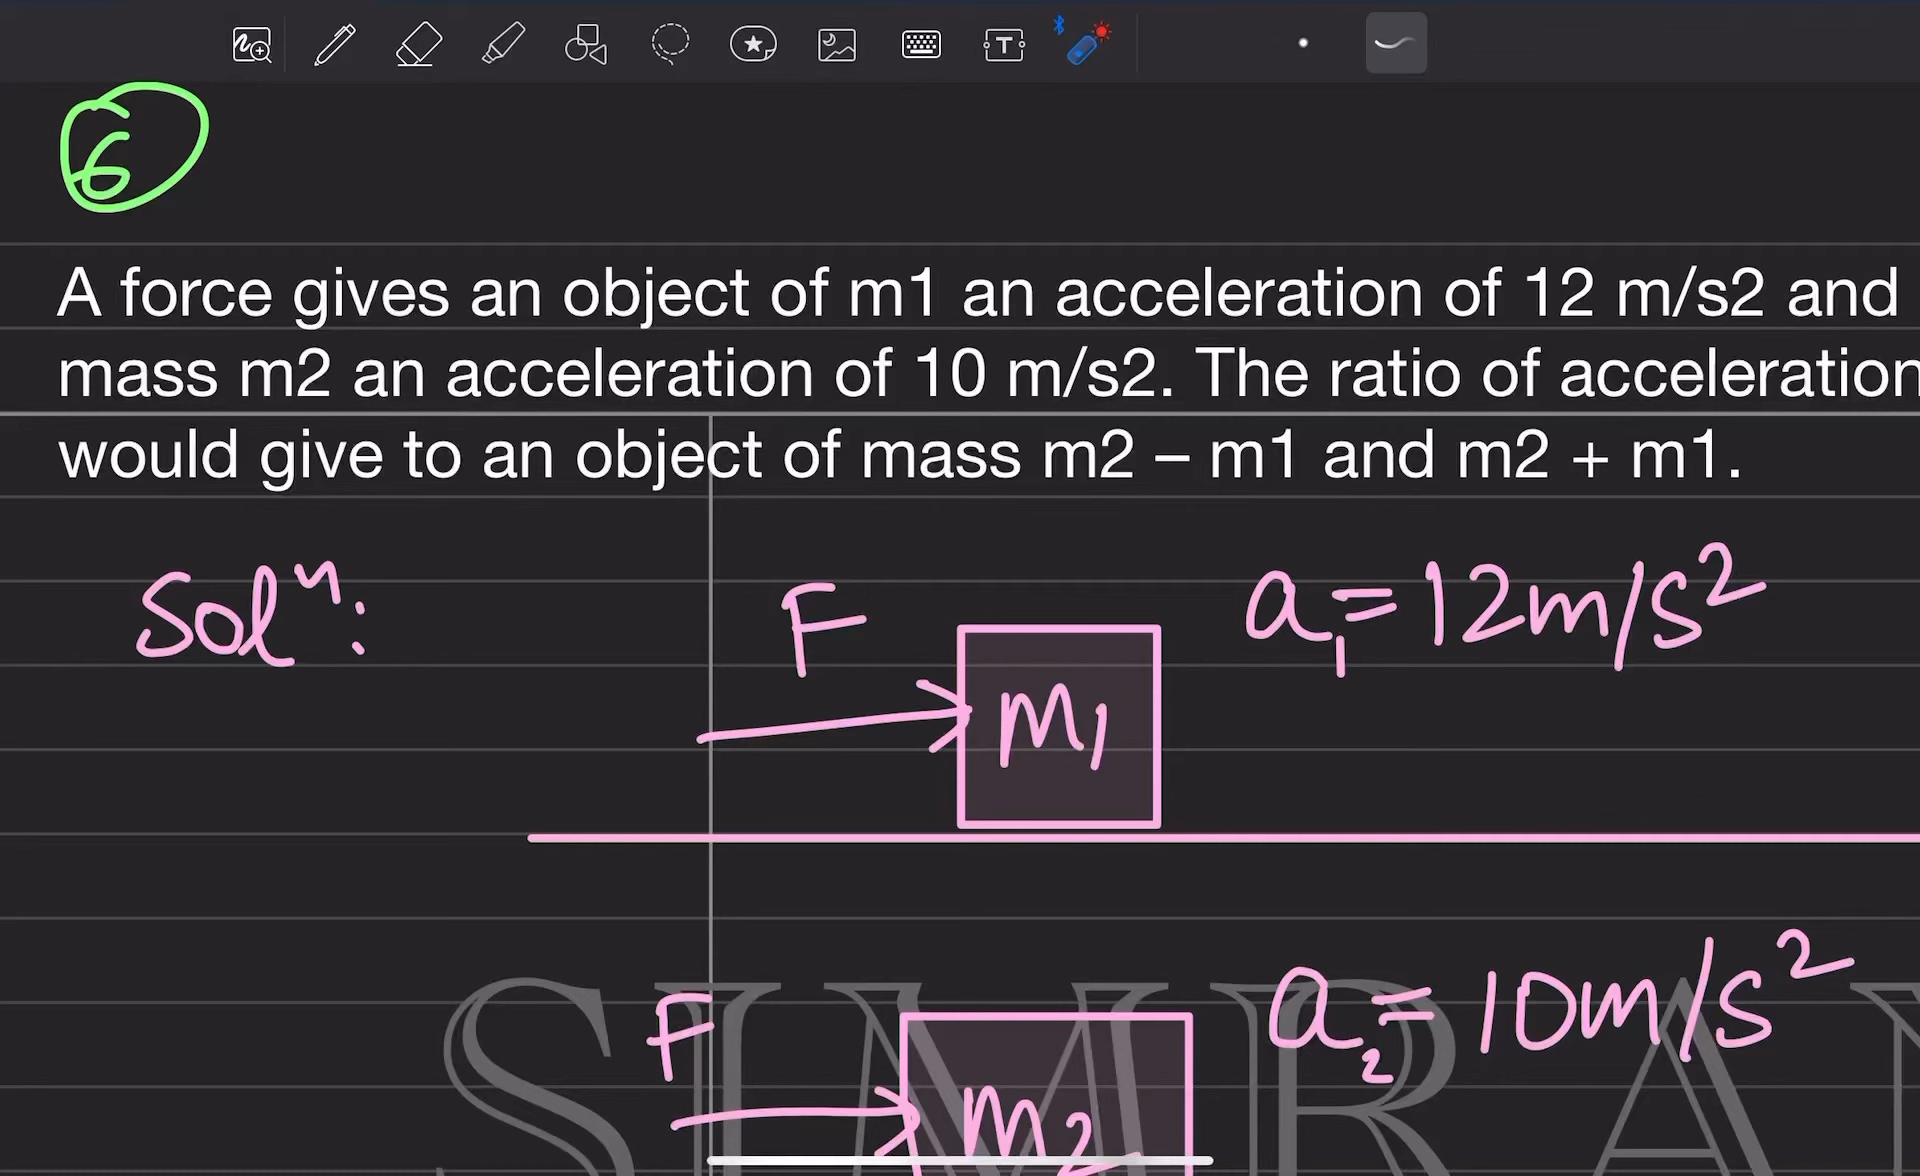 6
A force gives an object of m1 an acceleration of 12 m/s2 and
mass m2 an acceleration of 10 m/s2. The ratio of acceleration
would give to an object of mass m2 – m1 and m2 + m1.
Solⁿ:
F
a₁ = 12m/s²
m₁
F
a₂ = 10m/s²
m₂
SIMRAN